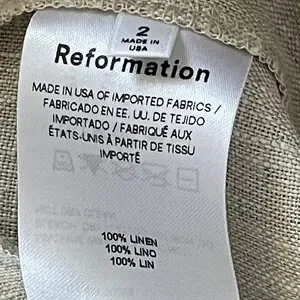 2
MADE IN
USA
Reformation
MADE IN USA OF IMPORTED FABRICS /
FABRICADO EN EE. UU. DE TEJIDO
IMPORTADO / FABRIQUÉ AUX
ÉTATS-UNIS À PARTIR DE TISSU
IMPORTÉ
100% LINEN
100% LINO
100% LIN